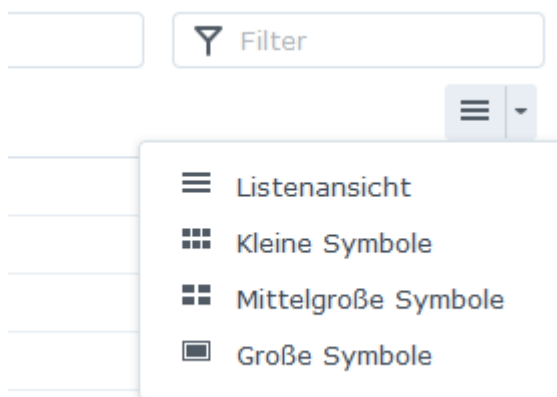 Filter
Listenansicht
Kleine Symbole
Mittelgroße Symbole
Große Symbole